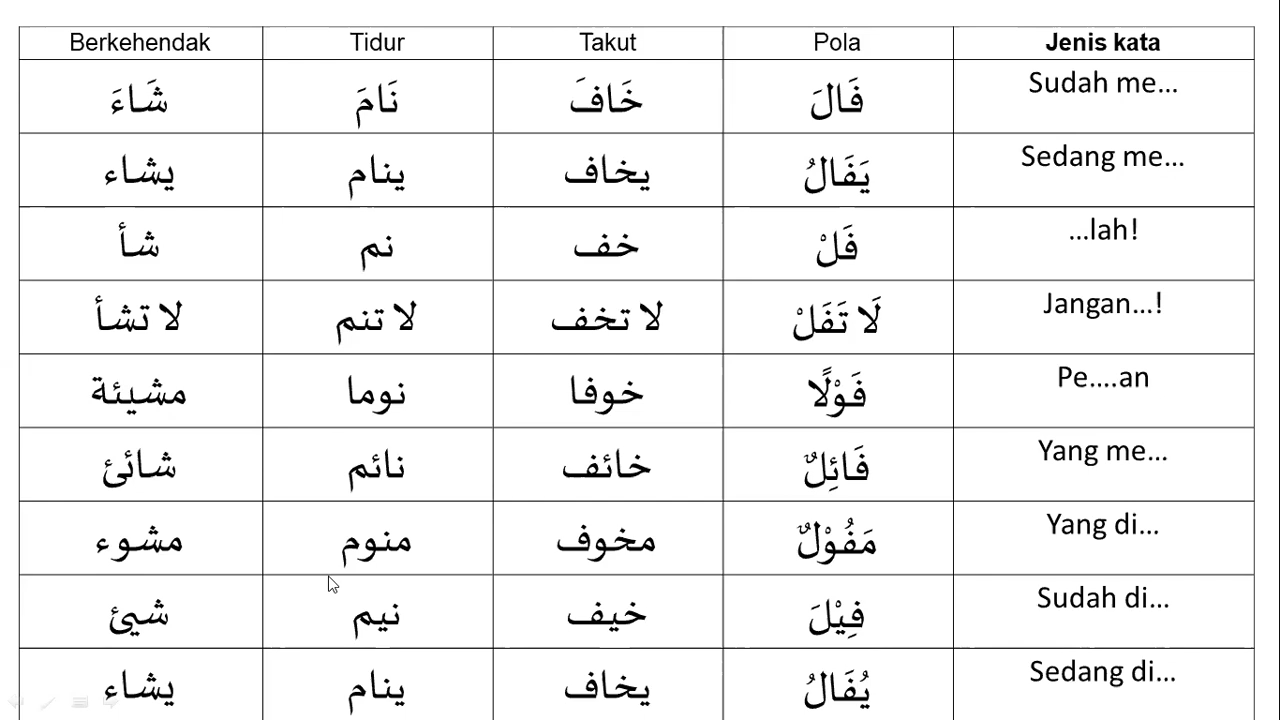 Berkehendak Tidur Takut Pola Jenis kata
شَاءَ نَامَ خَافَ فَالَ Sudah me...
يشاء ينام يخاف يَفَالُ Sedang me...
شأ نم خف فَلْ ...lah!
لا تشأ لا تنم لا تخف لَا تَفَلْ Jangan...!
مشيئة نوما خوفا فَوْلًا Pe....an
شائئ نائم خائف فَائِلٌ Yang me...
مشوء منوم مخوف مَفُوْلٌ Yang di...
شيئ نيم خيف فِيْلَ Sudah di...
يشاء ينام يخاف يُفَالُ Sedang di...